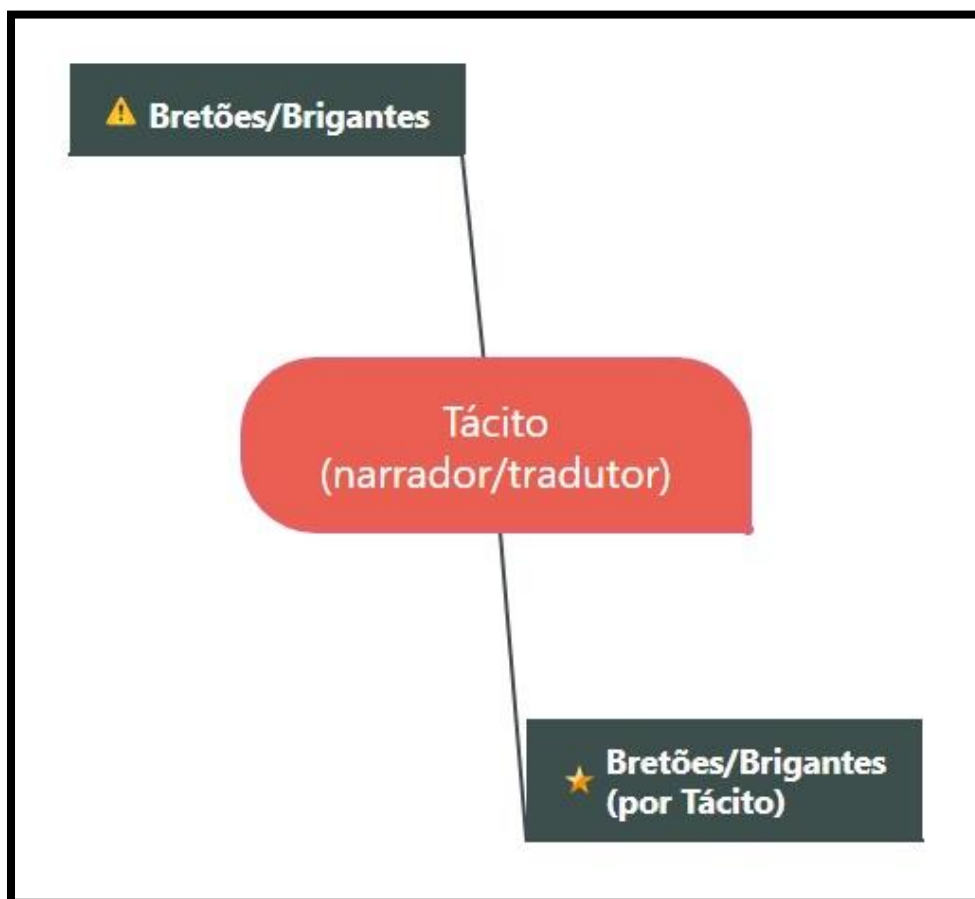 Bretões/Brigantes
Tácito
(narrador/tradutor)
Bretões/Brigantes
(por Tácito)